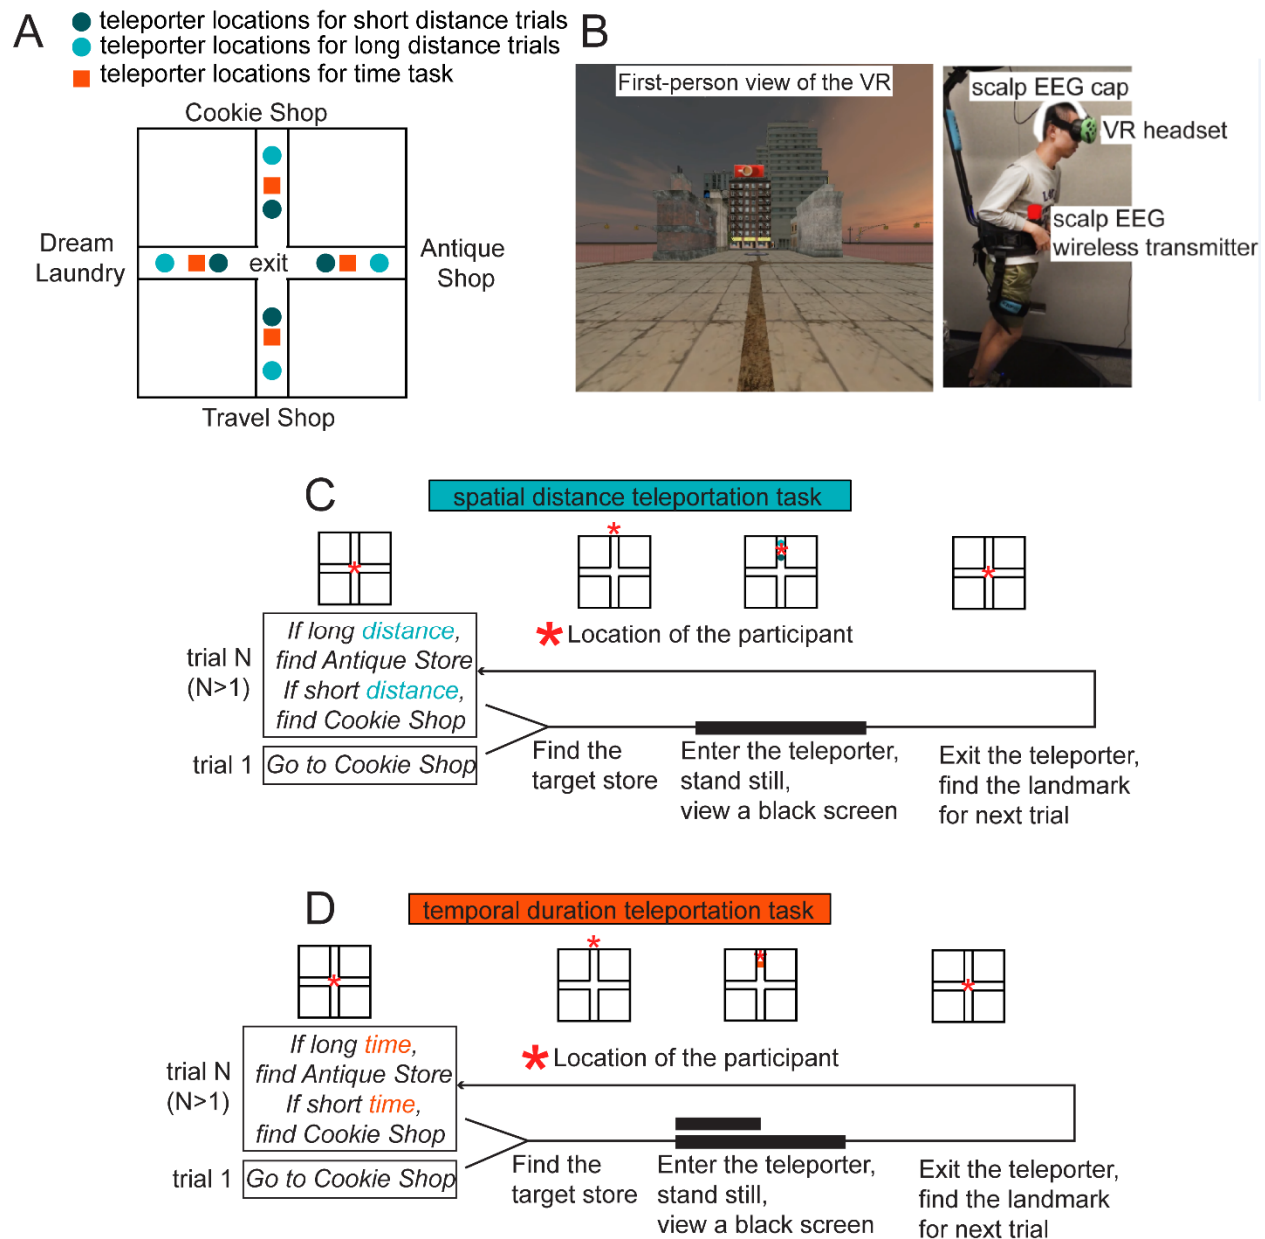 A
teleporter locations for short distance trials
teleporter locations for long distance trials
teleporter locations for time task
Cookie Shop
Dream
Laundry
exit
Antique
Shop
Travel Shop
B
First-person view of the VR
scalp EEG cap
VR headset
scalp EEG
wireless transmitter
C
spatial distance teleportation task
*Location of the participant
trial N
(N>1)
If long distance,
find Antique Store
If short distance,
find Cookie Shop
trial 1
Go to Cookie Shop
Find the
target store
Enter the teleporter,
stand still,
view a black screen
Exit the teleporter,
find the landmark
for next trial
D
temporal duration teleportation task
*Location of the participant
trial N
(N>1)
If long time,
find Antique Store
If short time,
find Cookie Shop
trial 1
Go to Cookie Shop
Find the
target store
Enter the teleporter,
stand still,
view a black screen
Exit the teleporter,
find the landmark
for next trial